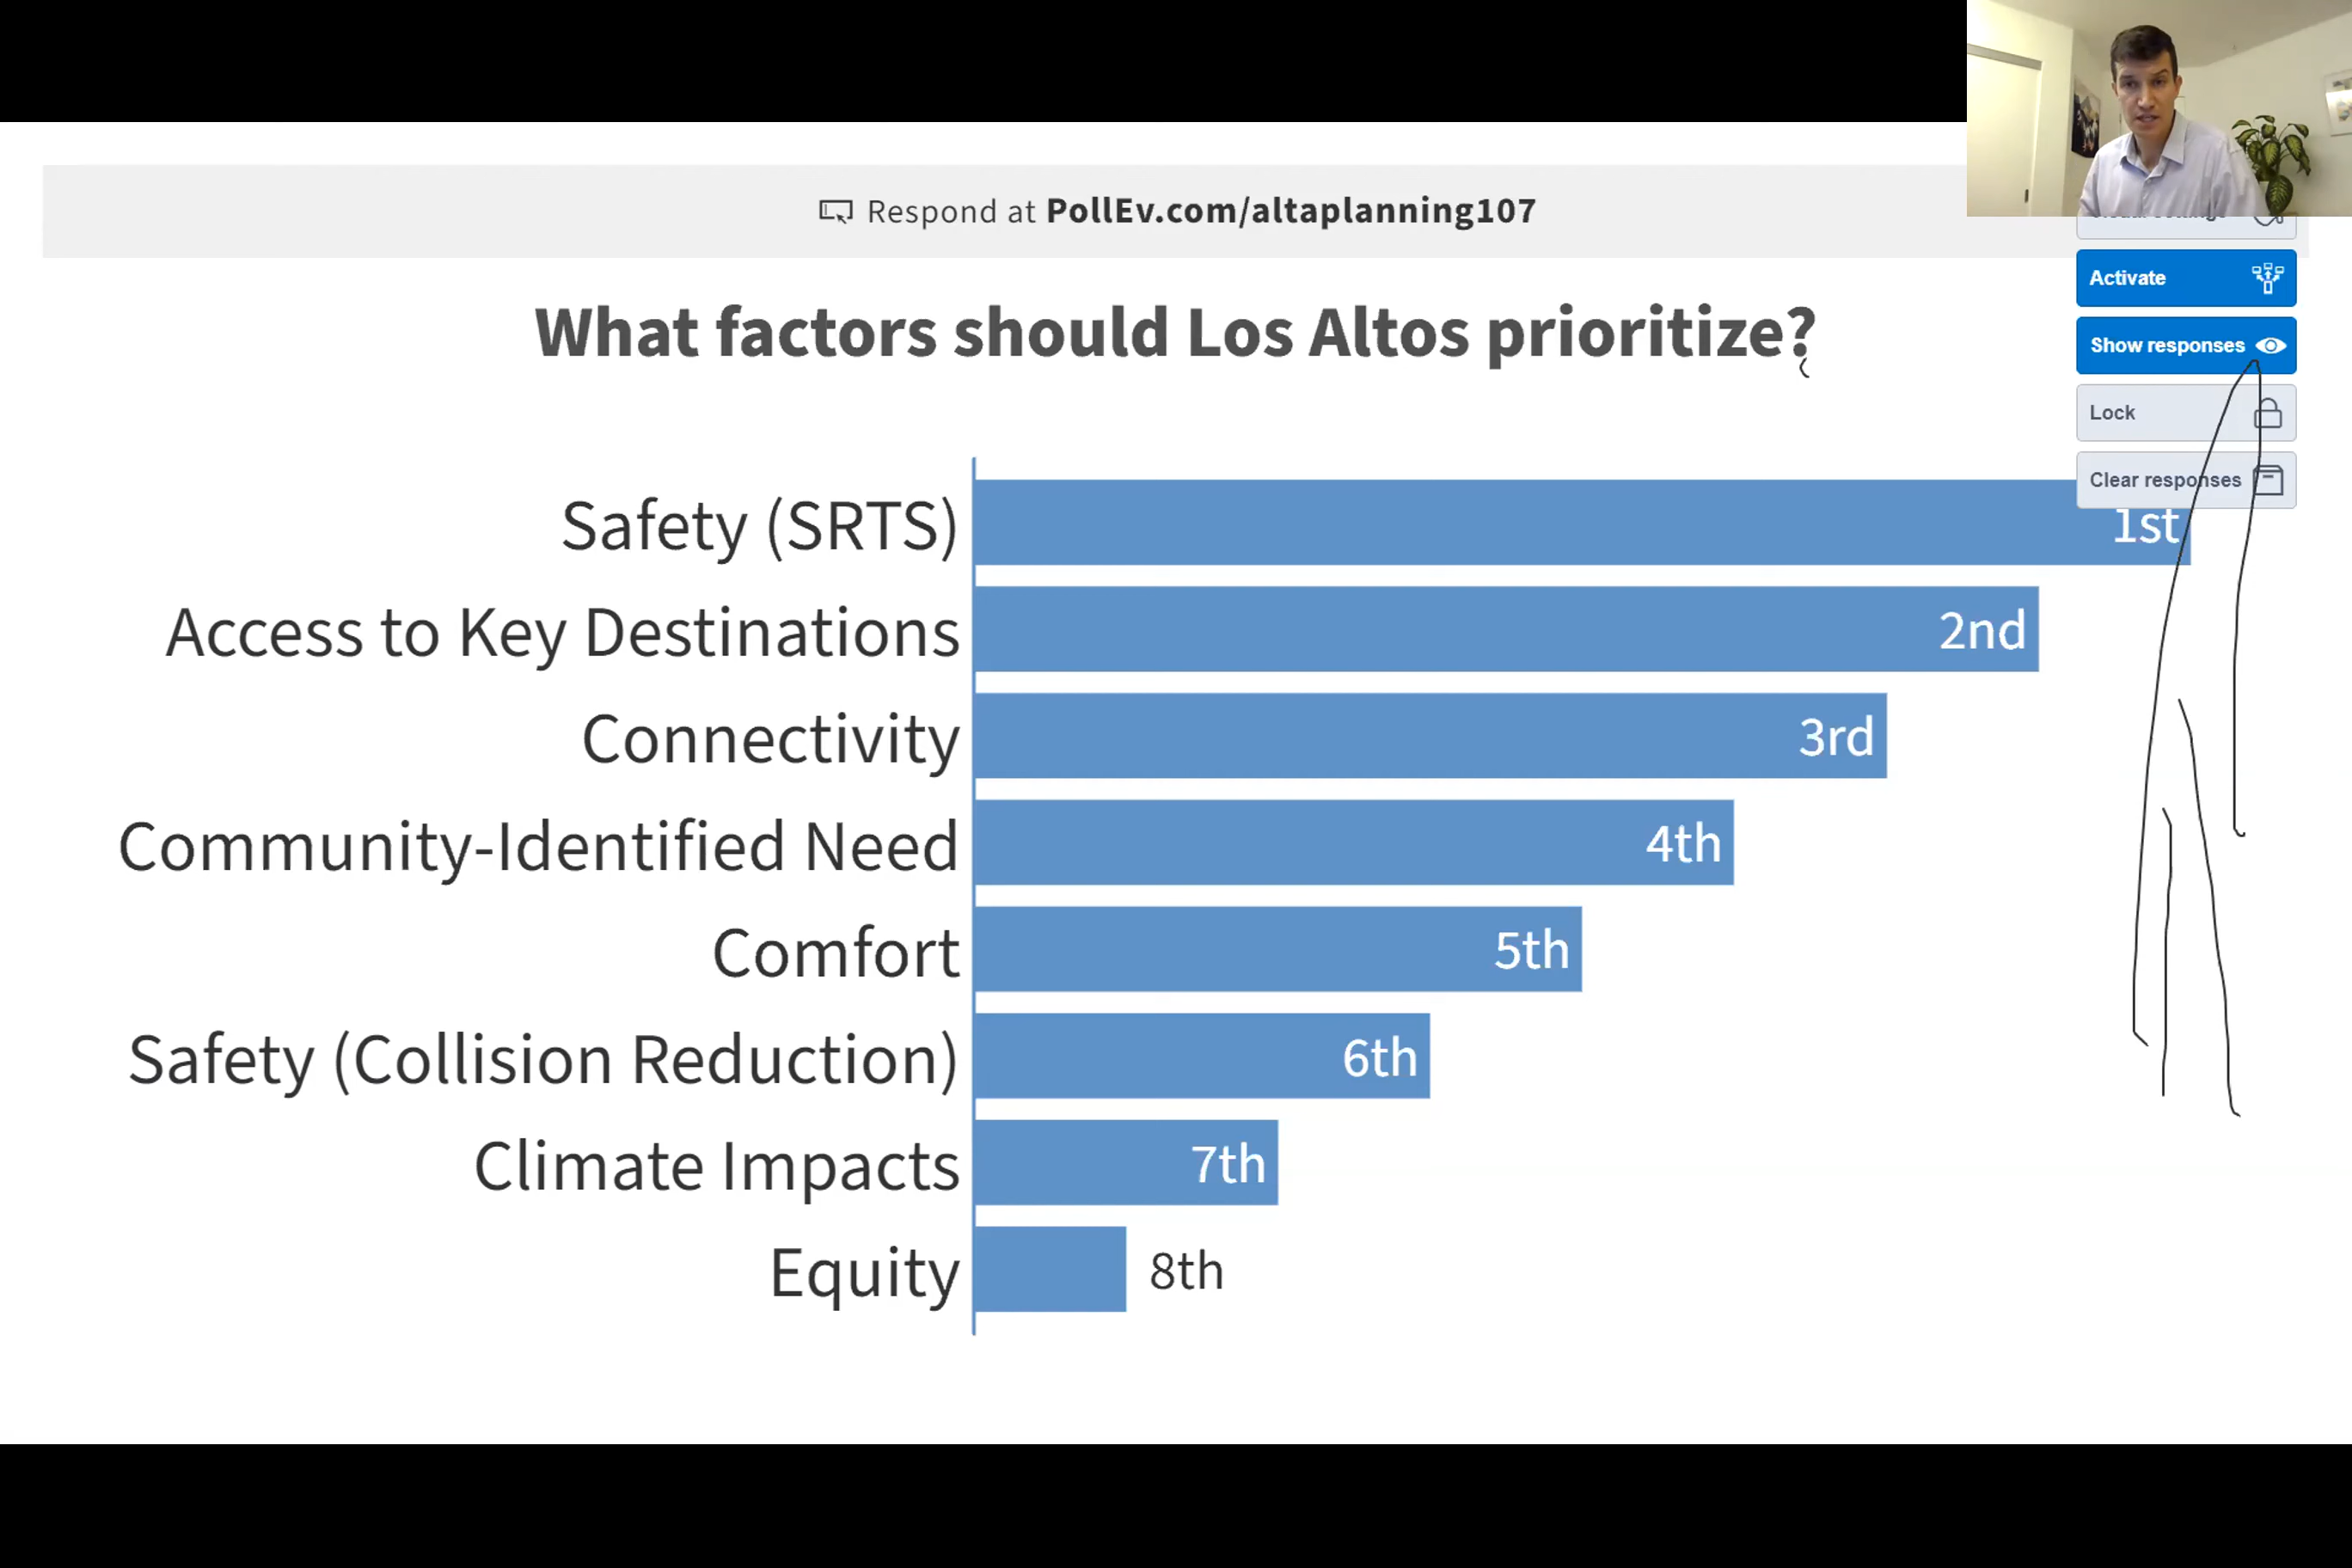 Respond at PollEv.com/altaplanning107
What factors should Los Altos prioritize?
Activate
Show responses
Lock
Clear responses
Safety (SRTS) 1st
Access to Key Destinations 2nd
Connectivity 3rd
Community-Identified Need 4th
Comfort 5th
Safety (Collision Reduction) 6th
Climate Impacts 7th
Equity 8th